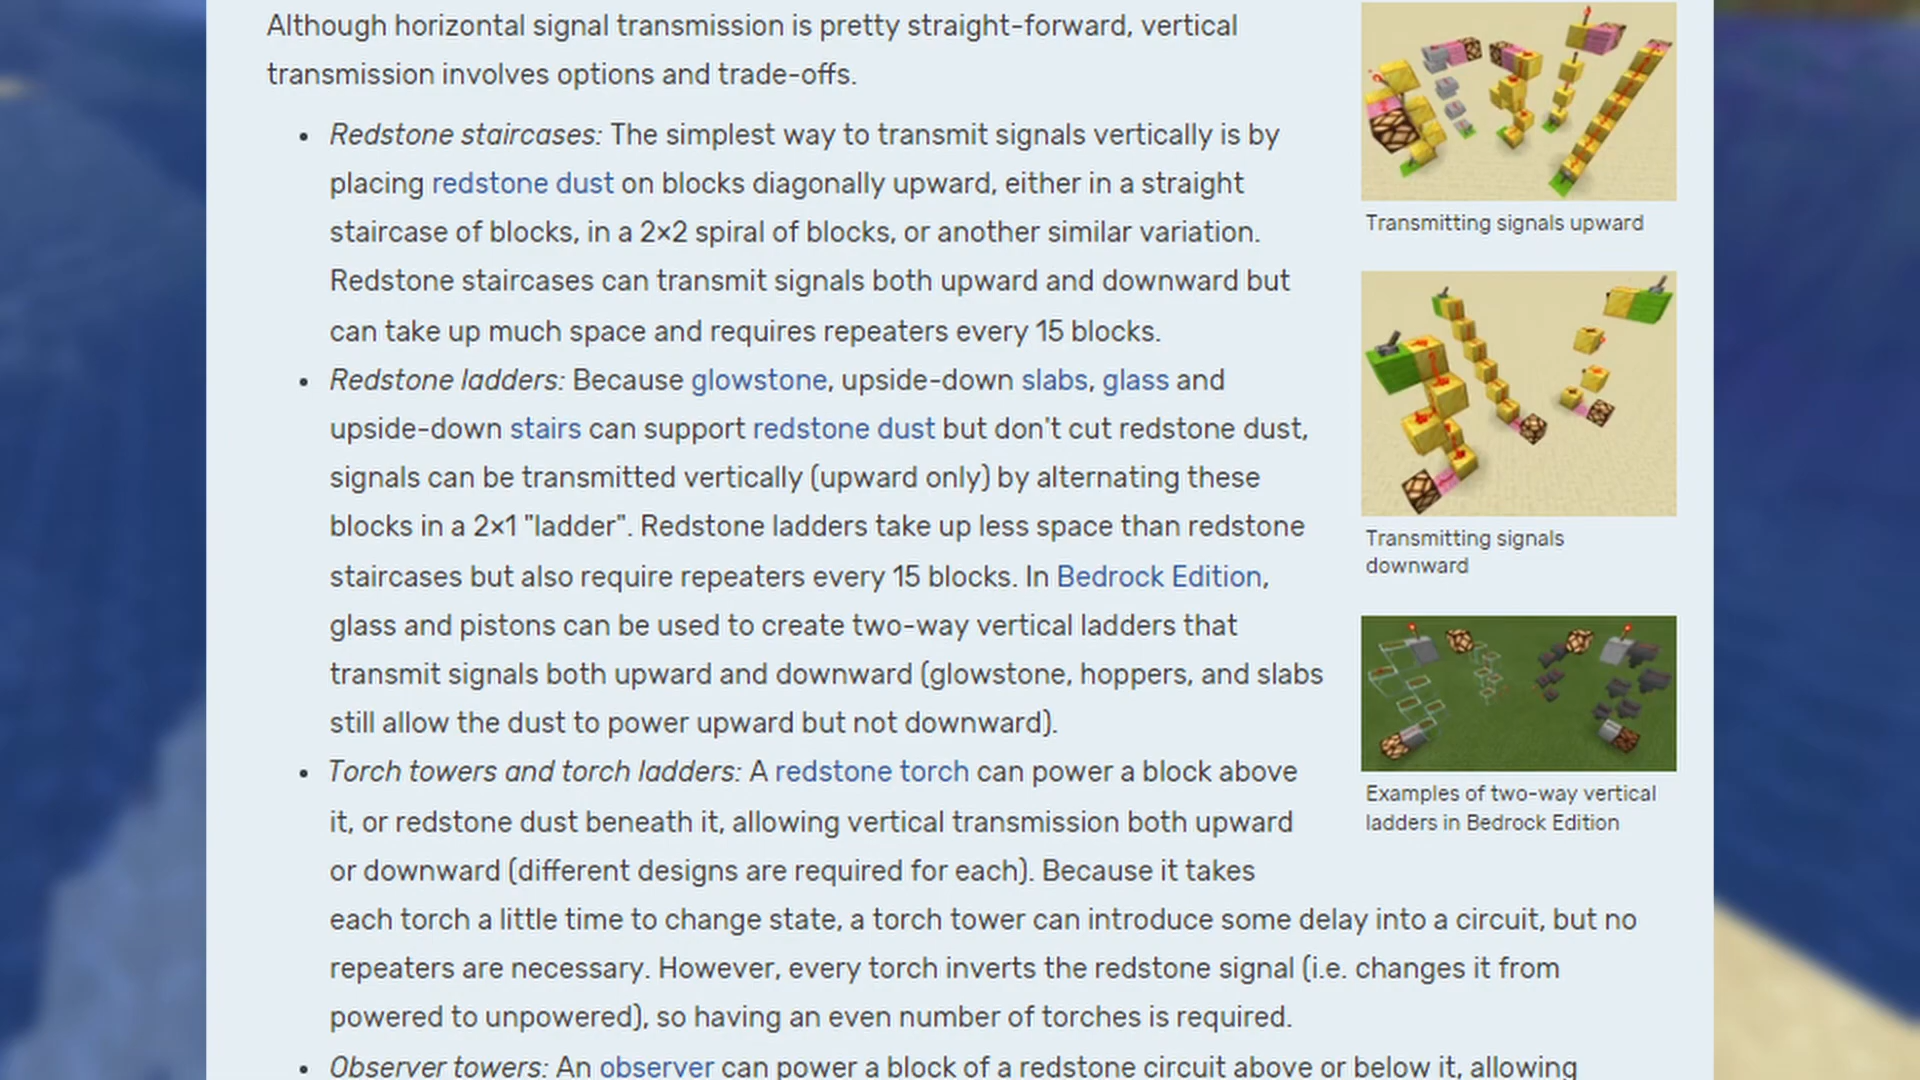 Although horizontal signal transmission is pretty straight-forward, vertical
transmission involves options and trade-offs.
• Redstone staircases: The simplest way to transmit signals vertically is by
placing redstone dust on blocks diagonally upward, either in a straight
staircase of blocks, in a 2×2 spiral of blocks, or another similar variation.
Redstone staircases can transmit signals both upward and downward but
can take up much space and requires repeaters every 15 blocks.
• Redstone ladders: Because glowstone, upside-down slabs, glass and
upside-down stairs can support redstone dust but don't cut redstone dust,
signals can be transmitted vertically (upward only) by alternating these
blocks in a 2×1 "ladder". Redstone ladders take up less space than redstone
staircases but also require repeaters every 15 blocks. In Bedrock Edition,
glass and pistons can be used to create two-way vertical ladders that
transmit signals both upward and downward (glowstone, hoppers, and slabs
still allow the dust to power upward but not downward).
• Torch towers and torch ladders: A redstone torch can power a block above
it, or redstone dust beneath it, allowing vertical transmission both upward
or downward (different designs are required for each). Because it takes
each torch a little time to change state, a torch tower can introduce some delay into a circuit, but no
repeaters are necessary. However, every torch inverts the redstone signal (i.e. changes it from
powered to unpowered), so having an even number of torches is required.
• Observer towers: An observer can power a block of a redstone circuit above or below it, allowing
Transmitting signals upward
Transmitting signals
downward
Examples of two-way vertical
ladders in Bedrock Edition